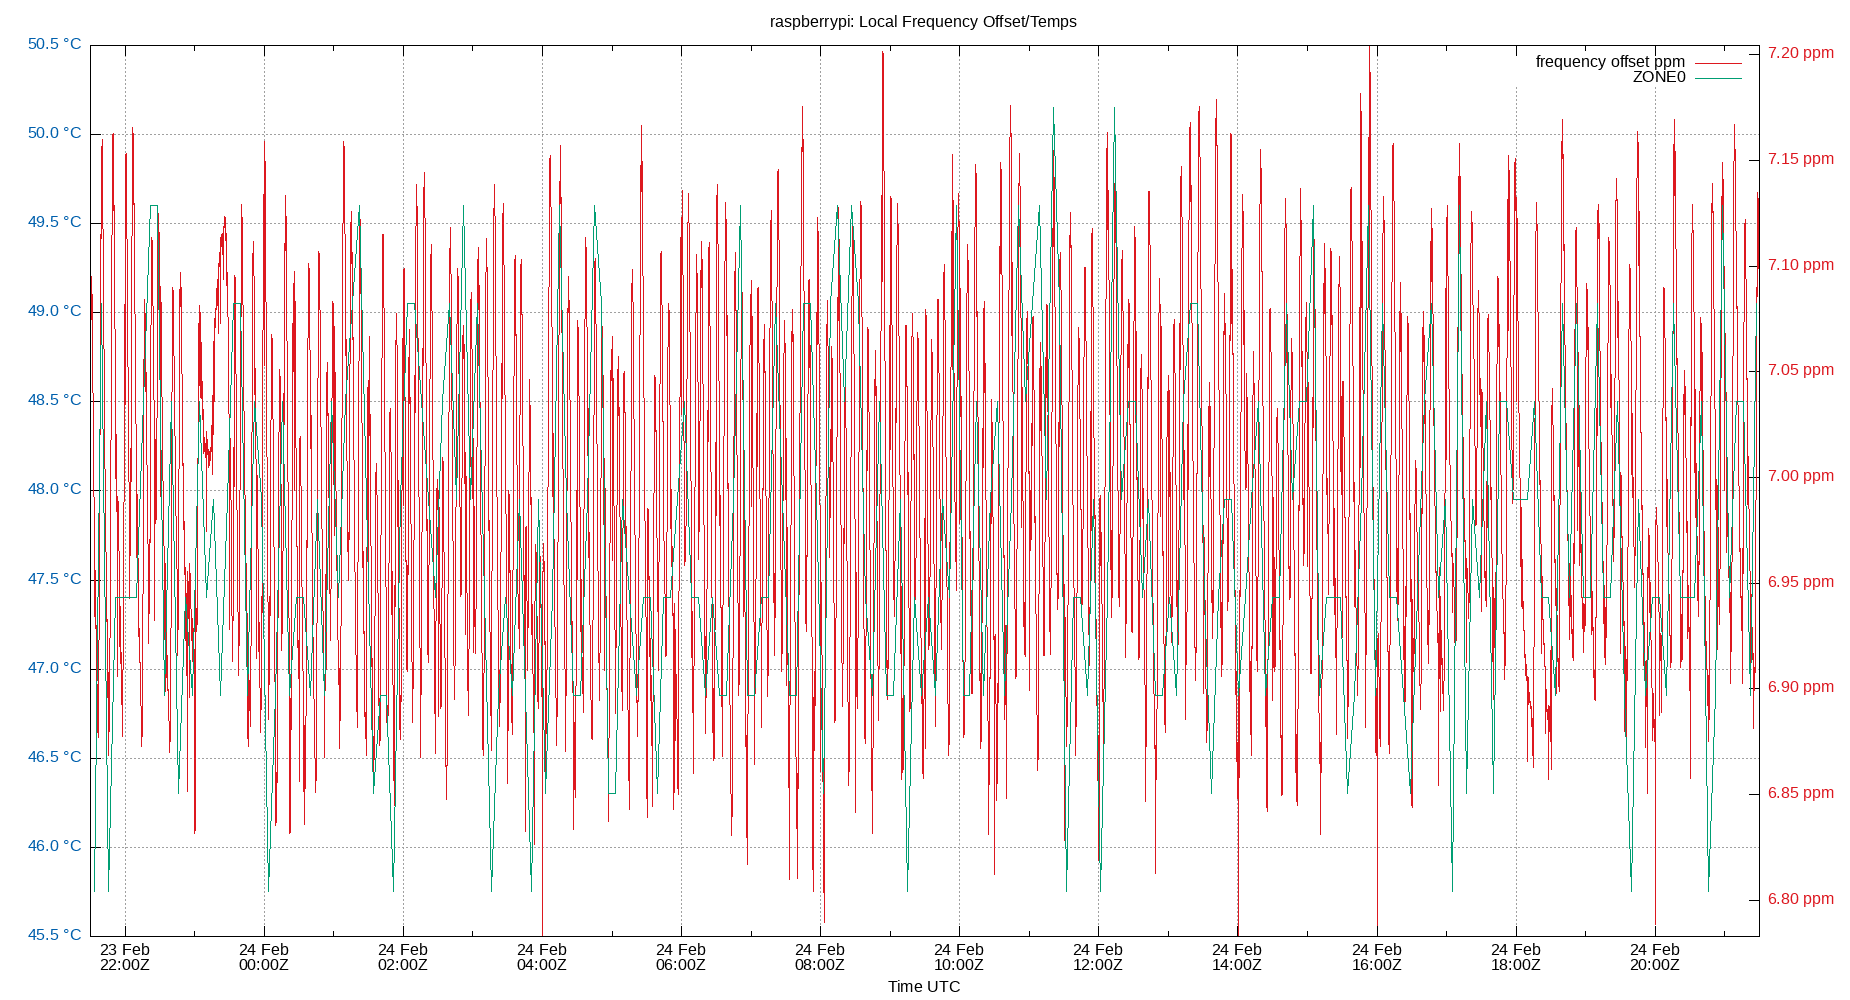 raspberrypi: Local Frequency Offset/Temps
50.5 °C
50.0 °C
49.5 °C
49.0 °C
48.5 °C
48.0 °C
47.5 °C
47.0 °C
46.5 °C
46.0 °C
45.5 °C
frequency offset ppm
ZONE0
7.20 ppm
7.15 ppm
7.10 ppm
7.05 ppm
7.00 ppm
6.95 ppm
6.90 ppm
6.85 ppm
6.80 ppm
23 Feb
22:00Z
24 Feb
00:00Z
24 Feb
02:00Z
24 Feb
04:00Z
24 Feb
06:00Z
24 Feb
08:00Z
24 Feb
10:00Z
24 Feb
12:00Z
24 Feb
14:00Z
24 Feb
16:00Z
24 Feb
18:00Z
24 Feb
20:00Z
Time UTC